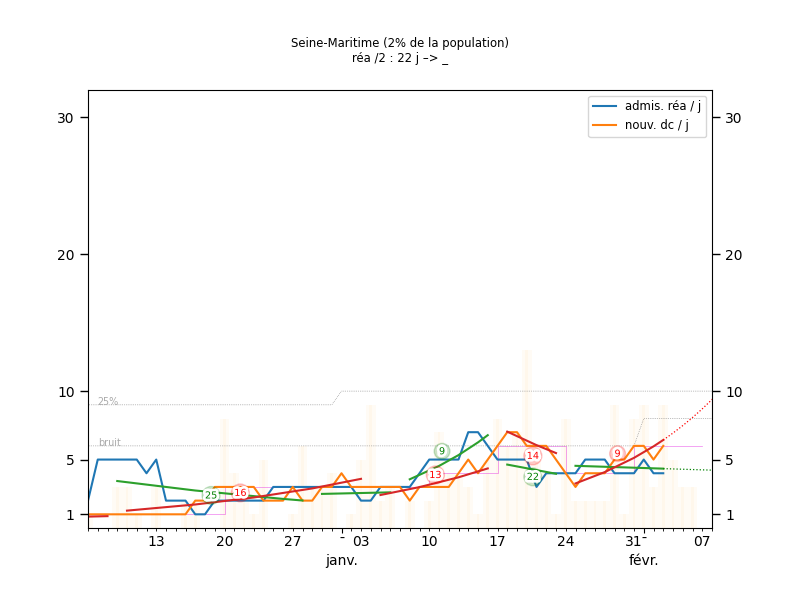 Seine-Maritime (2% de la population)
réa /2 : 22 j –> _
admis. réa / j
nouv. dc / j
30 30
20 20
10 10
25%
bruit
5 5
1 1
9
13
14
22
9
25
16
13 20 27 - 03 10 17 24 31 - 07
janv. févr.